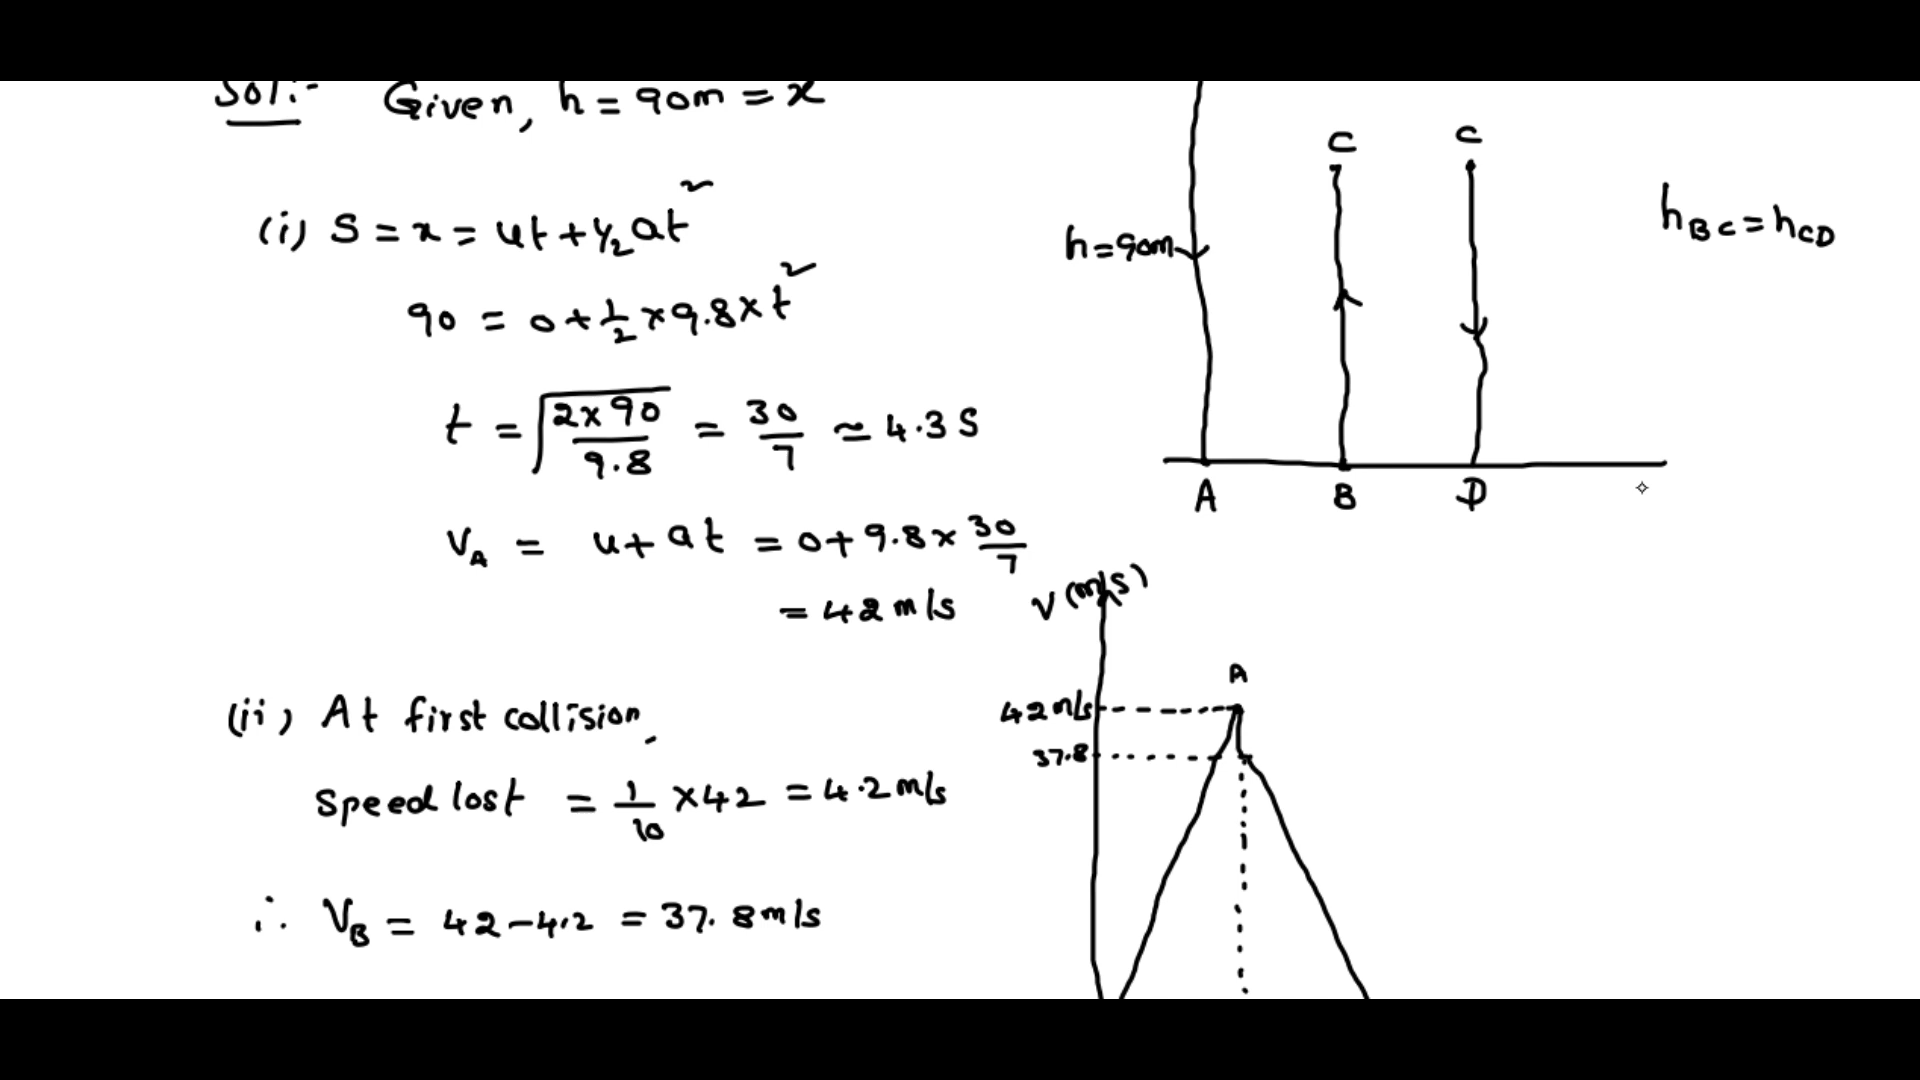 Sol:- Given, h = 90m = x
(i) S = x = ut + 1/2 at²
90 = 0 + 1/2 × 9.8 × t²
t = √(2×90/9.8) = 30/7 ≈ 4.3 S
V_A = u + at = 0 + 9.8 × 30/7
= 42 m/s
(ii) At first collision,
Speed lost = 1/10 × 42 = 4.2 m/s
∴ V_B = 42 - 4.2 = 37.8 m/s
C C
h = 90m
h_BC = h_CD
A B D
V (m/s)
A
42 m/s
37.8